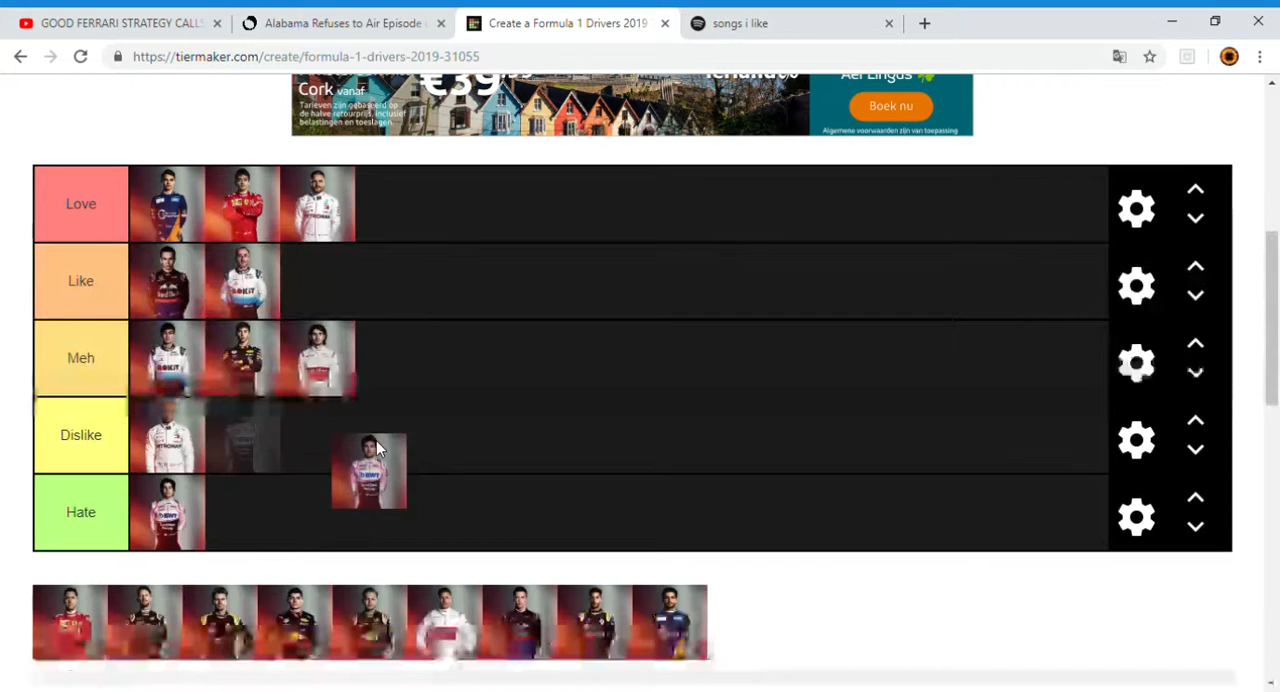 GOOD FERRARI STRATEGY CALLS
Alabama Refuses to Air Episode
Create a Formula 1 Drivers 2019
songs i like
https://tiermaker.com/create/formula-1-drivers-2019-31055
Cork vanaf
€39
Tarieven zijn gebaseerd op
de halve retourprijs, inclusief
belastingen en toeslagen.
Aer Lingus
Boek nu
Algemene voorwaarden zijn van toepassing
Love
Like
Meh
Dislike
Hate